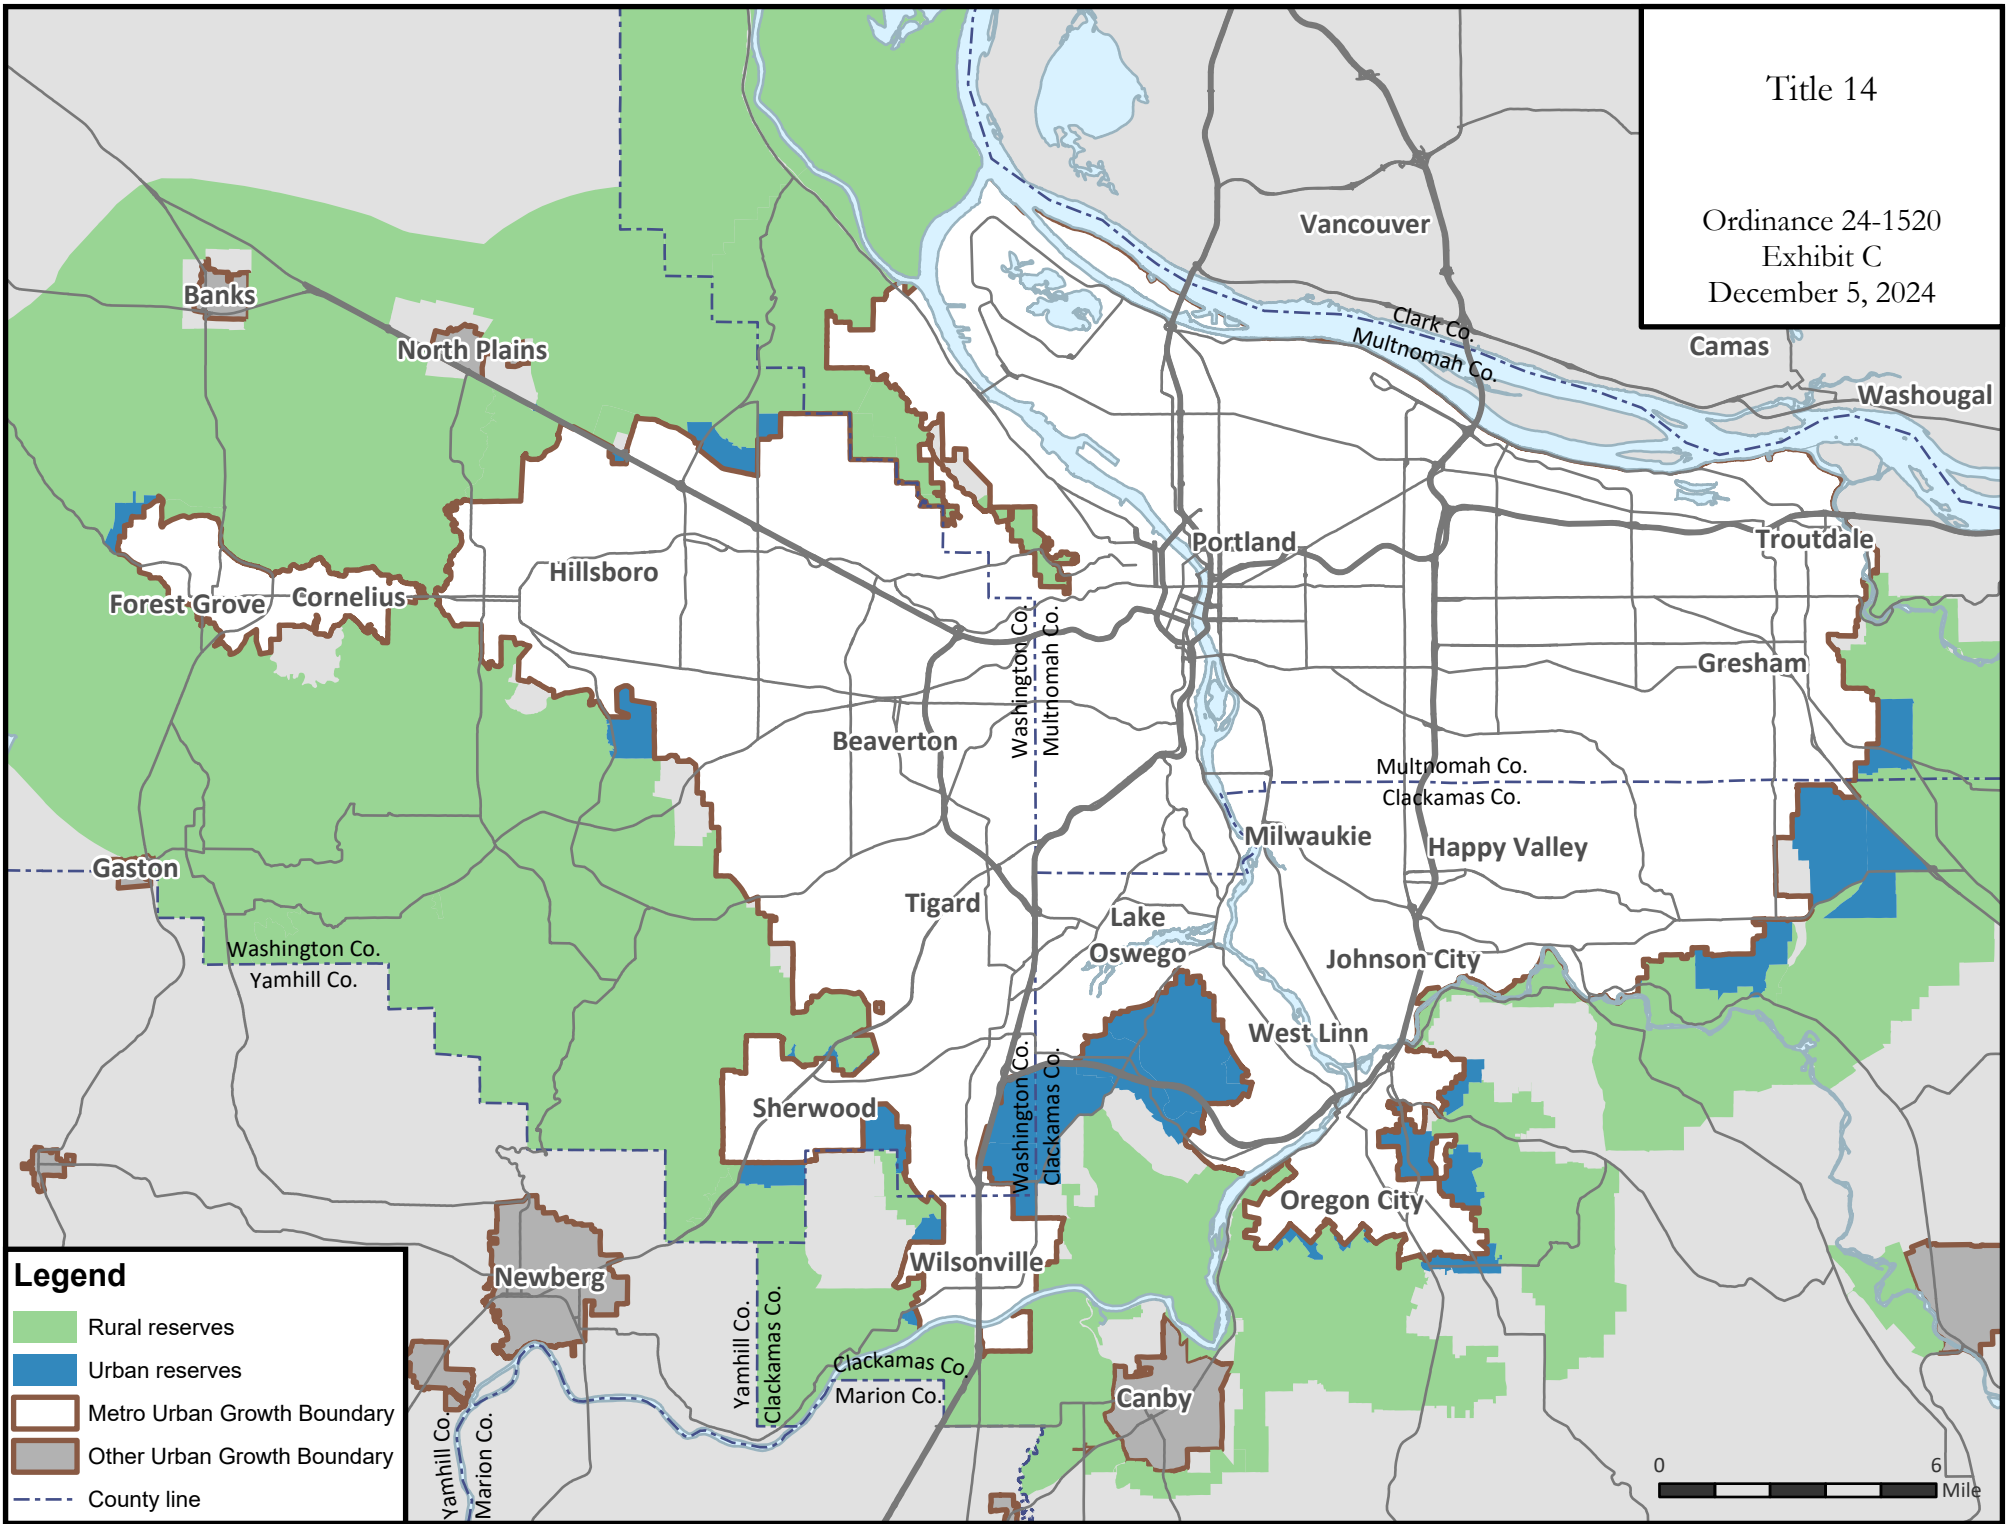 Title 14
Ordinance 24-1520
Exhibit C
December 5, 2024
Vancouver
Banks
North Plains
Clark Co.
Multnomah Co.
Camas
Washougal
Portland
Troutdale
Hillsboro
Forest Grove
Cornelius
Washington Co.
Multnomah Co.
Gresham
Beaverton
Multnomah Co.
Clackamas Co.
Milwaukie
Happy Valley
Gaston
Tigard
Lake
Oswego
Johnson City
Washington Co.
Yamhill Co.
West Linn
Washington Co.
Clackamas Co.
Sherwood
Oregon City
Wilsonville
Newberg
Yamhill Co.
Clackamas Co.
Clackamas Co.
Marion Co.
Canby
Yamhill Co.
Marion Co.
Legend
Rural reserves
Urban reserves
Metro Urban Growth Boundary
Other Urban Growth Boundary
County line
0 6
Mile